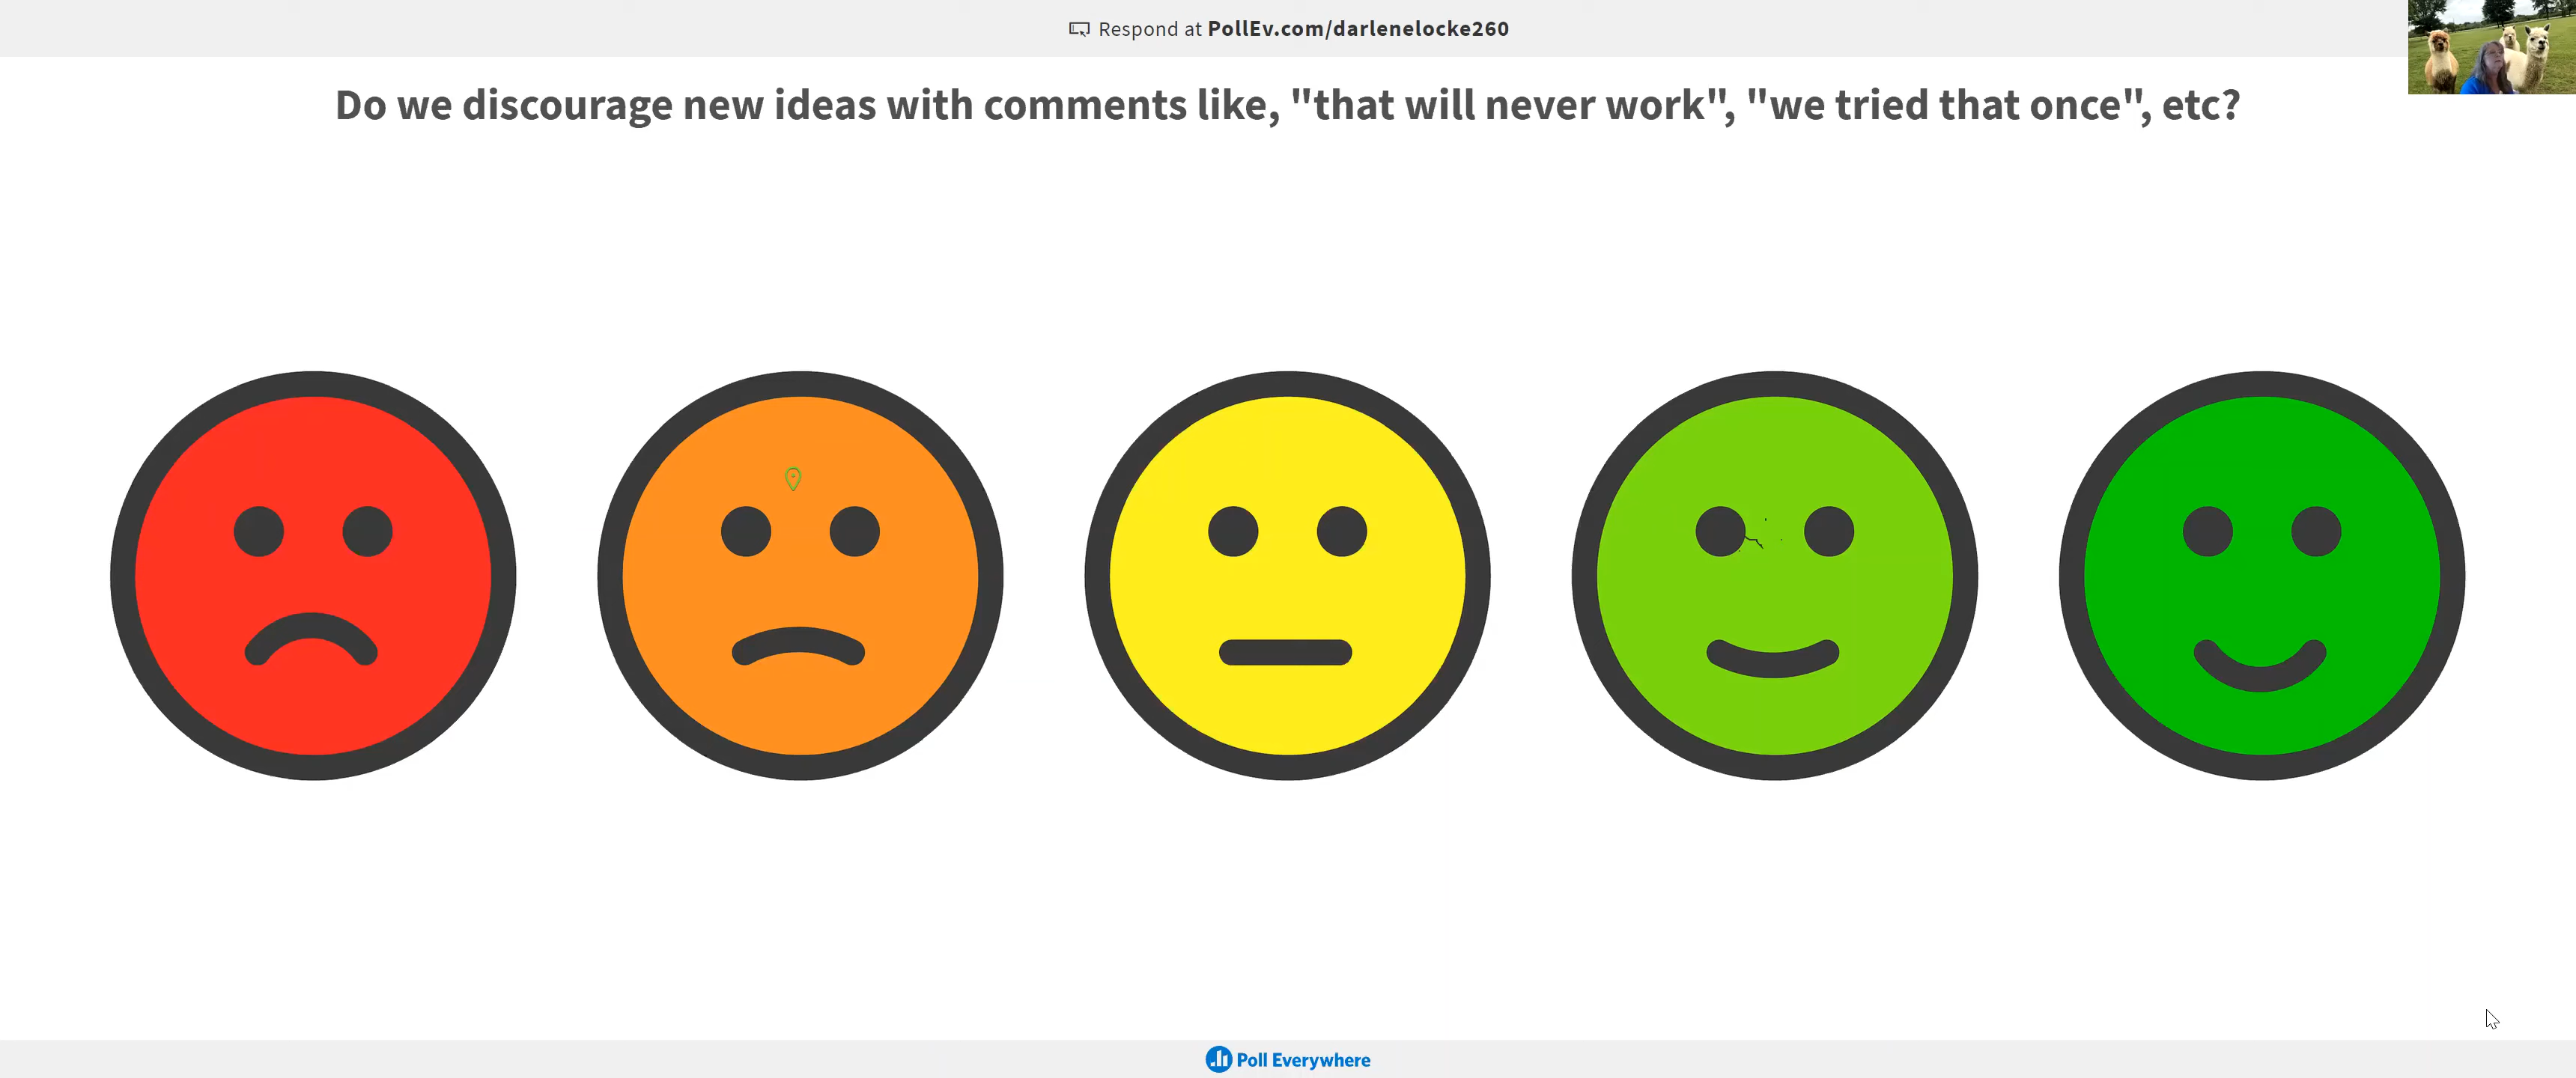 Respond at PollEv.com/darlenelocke260
Do we discourage new ideas with comments like, "that will never work", "we tried that once", etc?
Poll Everywhere